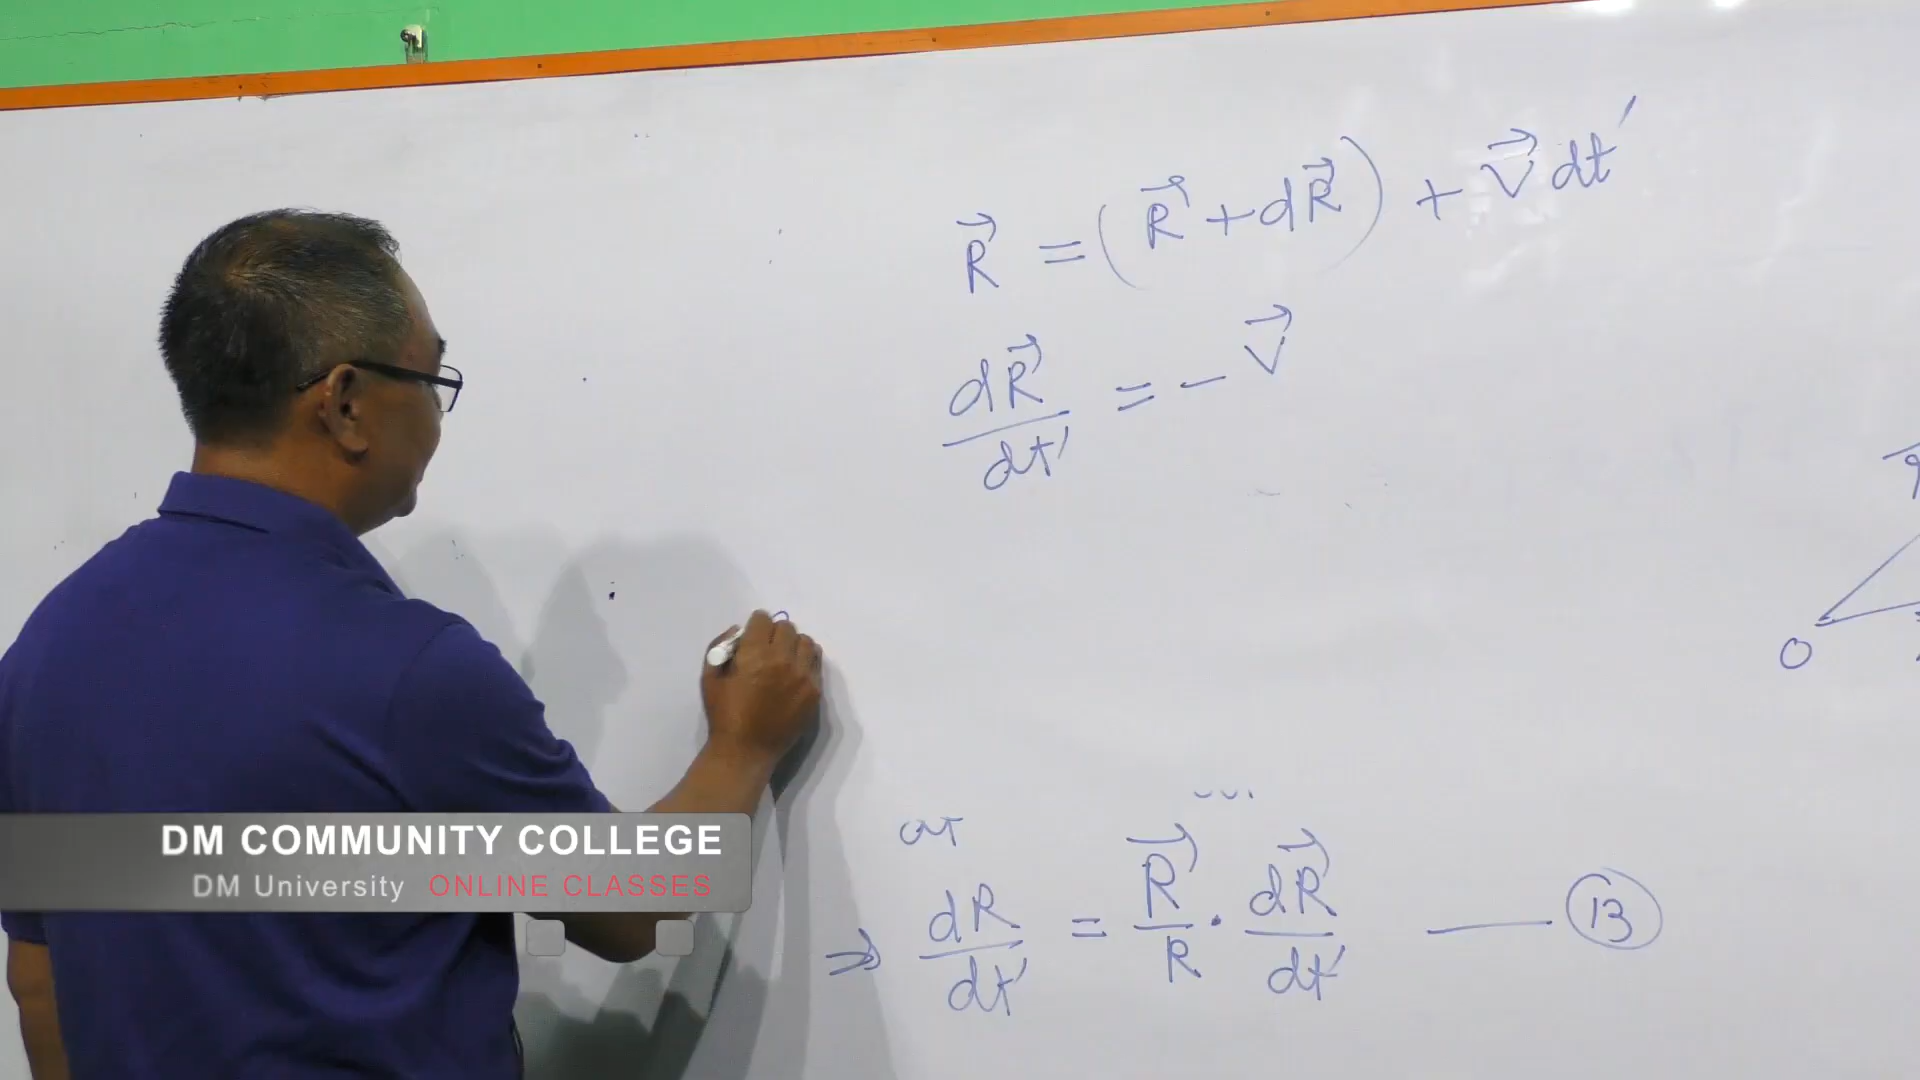 R⃗ = (R⃗ + dR⃗) + V⃗ dt'
dR⃗/dt' = - V⃗
O
or
⇒ dR/dt' = R⃗/R · dR⃗/dt' —— 13
DM COMMUNITY COLLEGE
DM University ONLINE CLASSES